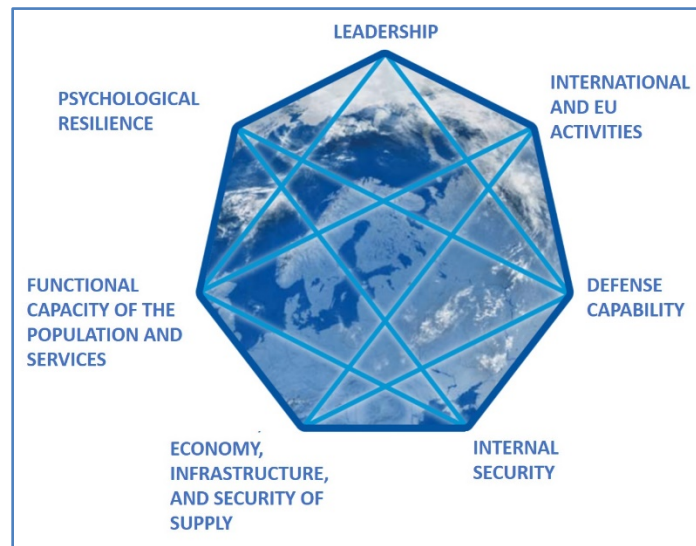 LEADERSHIP
INTERNATIONAL
AND EU
ACTIVITIES
PSYCHOLOGICAL
RESILIENCE
FUNCTIONAL
CAPACITY OF THE
POPULATION AND
SERVICES
DEFENSE
CAPABILITY
ECONOMY,
INFRASTRUCTURE,
AND SECURITY OF
SUPPLY
INTERNAL
SECURITY